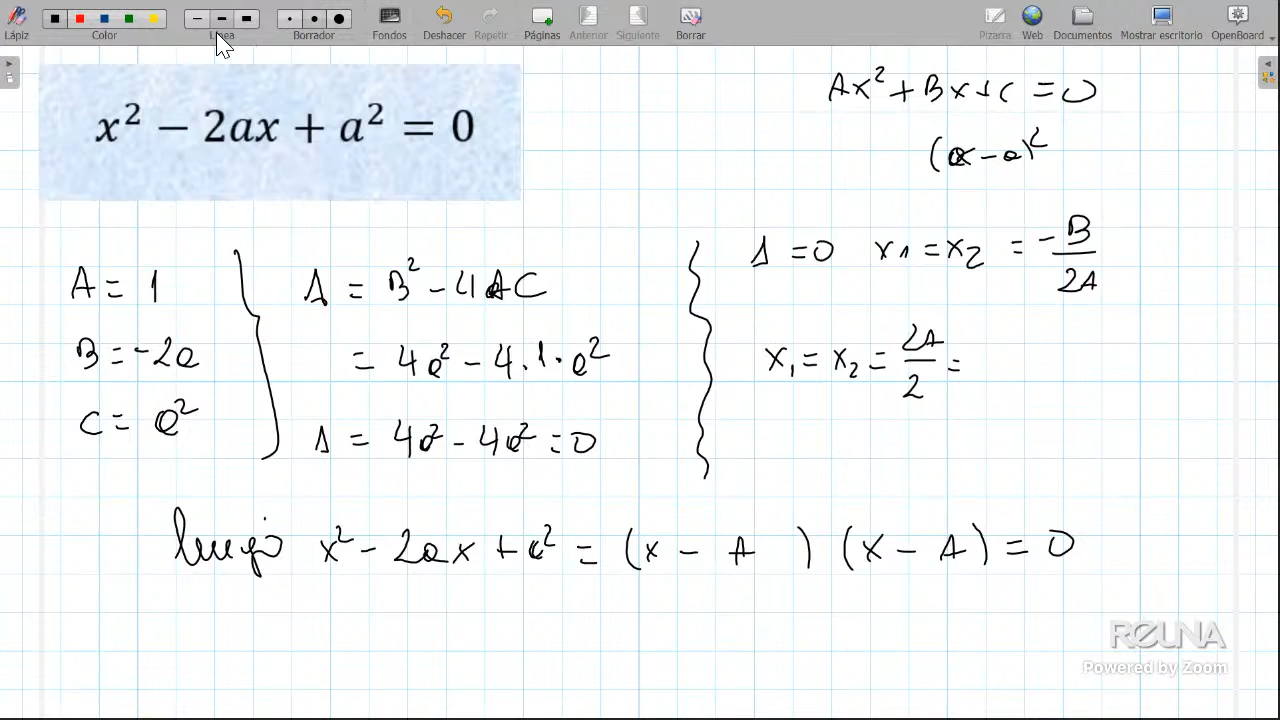 Lápiz Color Línea Borrador Fondos Deshacer Repetir Páginas Anterior Siguiente Borrar Pizarra Web Documentos Mostrar escritorio OpenBoard
x² − 2ax + a² = 0
Ax² + Bx + C = 0
(x − a)²
A = 1
B = -2a
C = a²
Δ = B² - 4AC
= 4a² - 4·1·a²
Δ = 4a² - 4a² = 0
Δ = 0 x₁ = x₂ = -B/2A
x₁ = x₂ = 2A/2 =
luego x² - 2ax + a² = (x - A ) (x - A) = 0
REUNA
Powered by Zoom